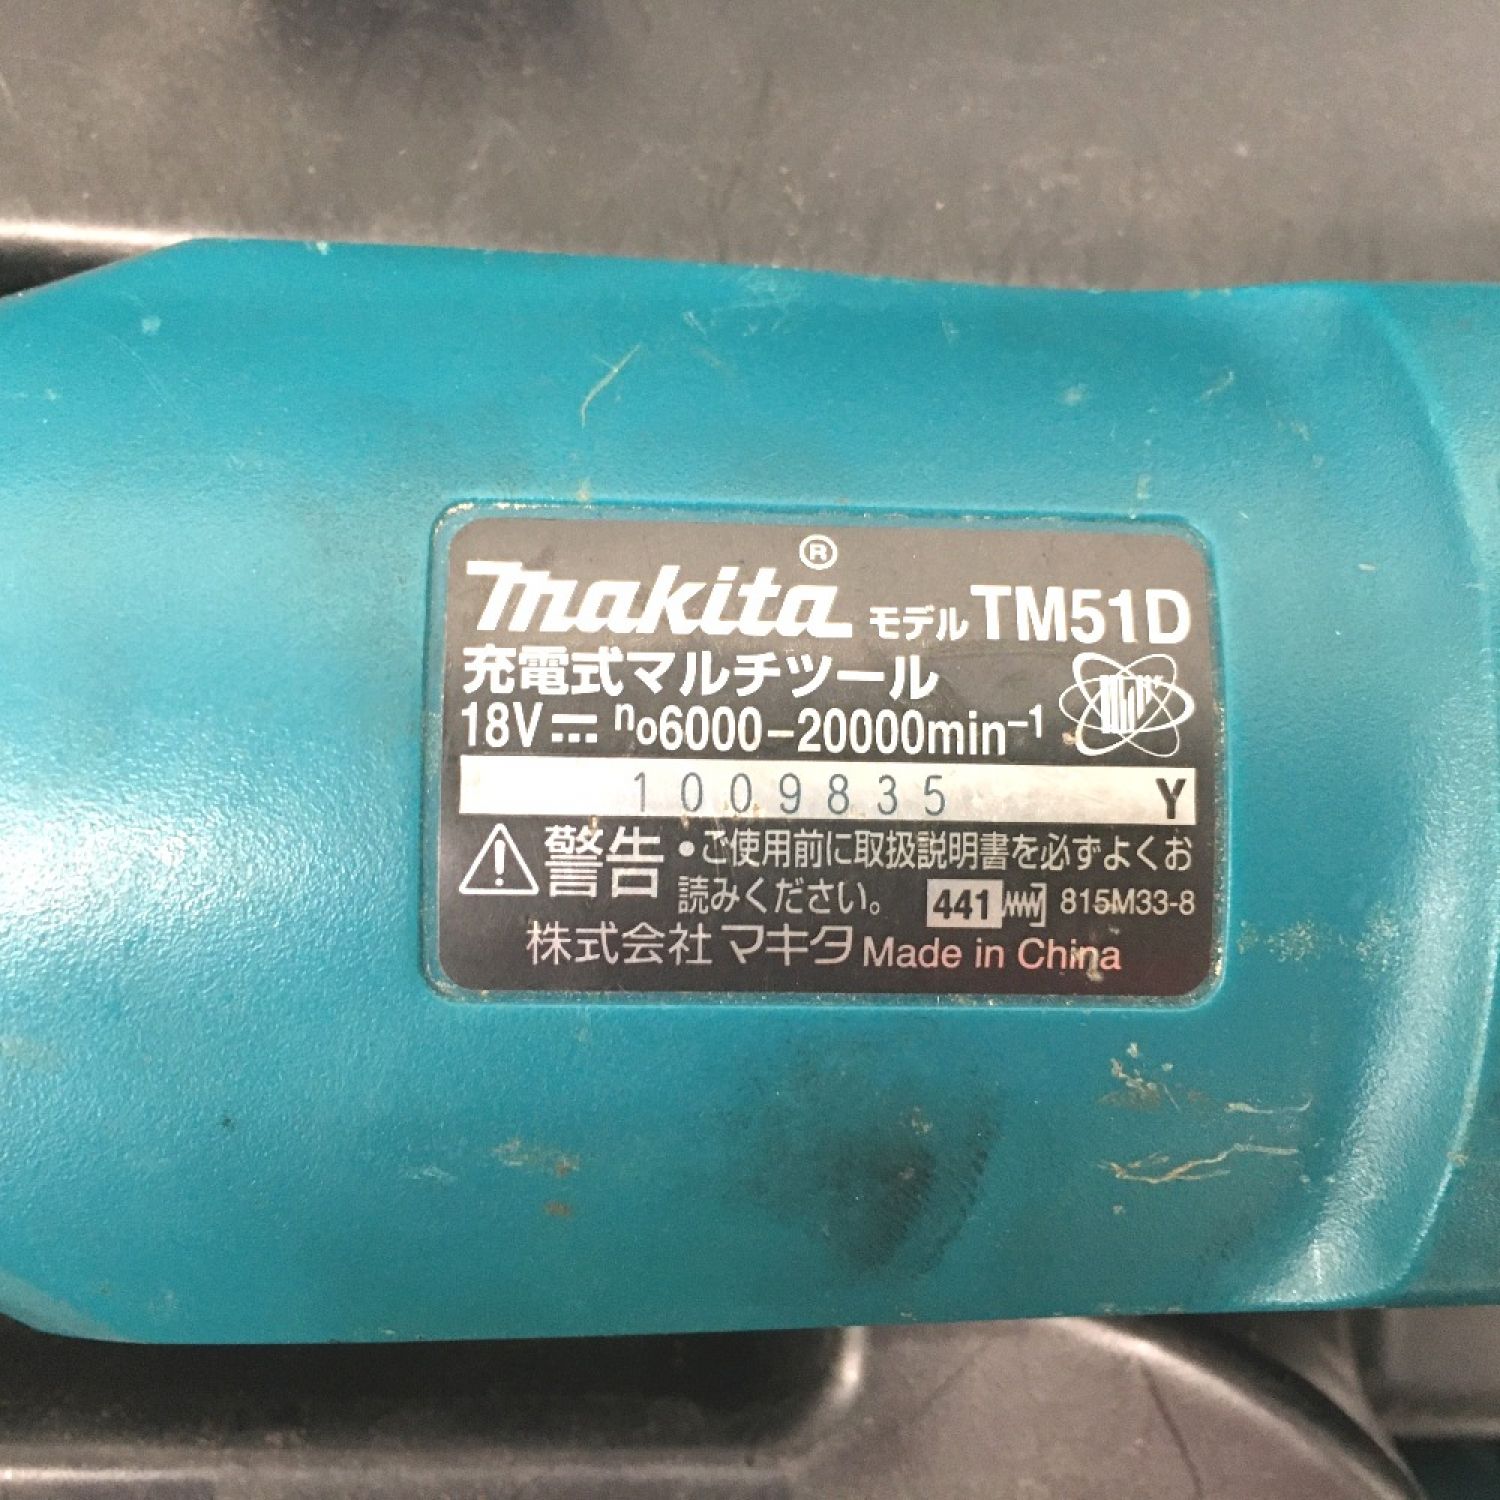 makita® モデル TM51D
充電式マルチツール
18V⎓ n₀6000-20000min⁻¹
1009835 Y
警告 •ご使用前に取扱説明書を必ずよくお
読みください。 441 815M33-8
株式会社 マキタ Made in China